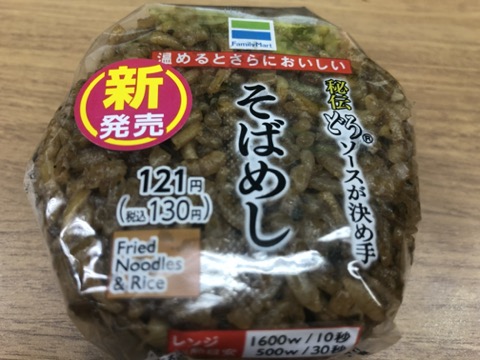 FamilyMart
温めるとさらにおいしい
新
発売
秘伝どろ®ソースが決め手
そばめし
121円
(税込130円)
Fried
Noodles
& Rice
レンジ
1600w/10秒
500w/30秒